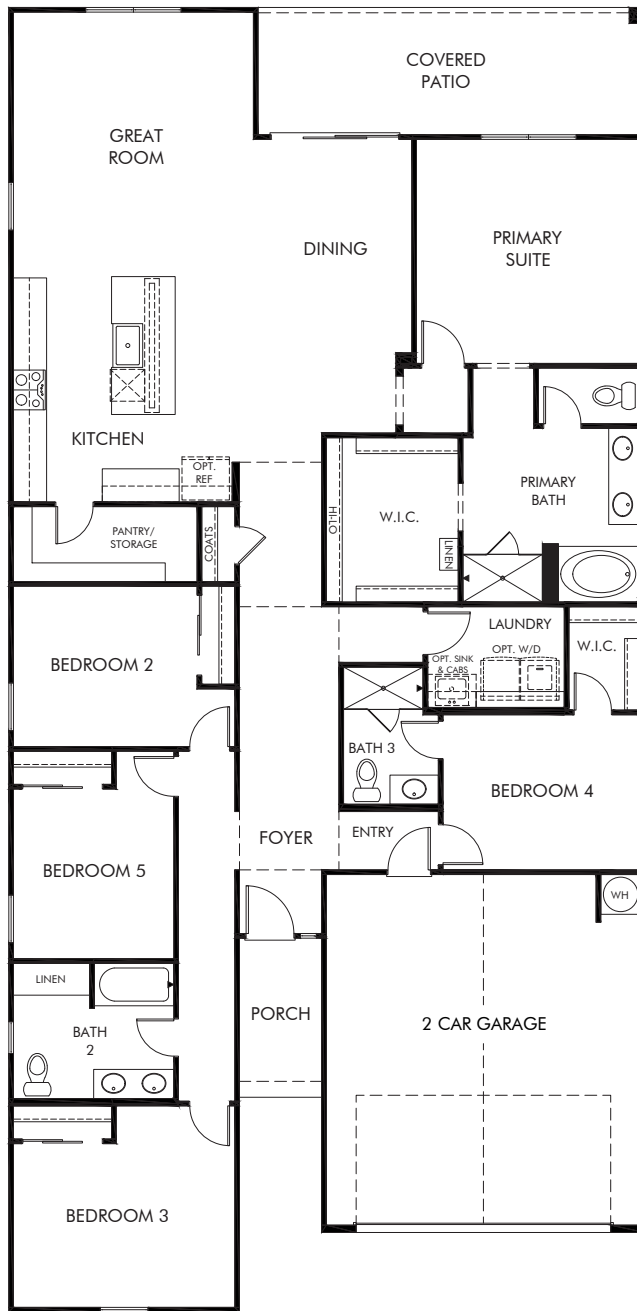 COVERED
PATIO
GREAT
ROOM
DINING
PRIMARY
SUITE
KITCHEN
OPT.
REF
HI-LO
W.I.C.
LINEN
PRIMARY
BATH
PANTRY/
STORAGE
COATS
LAUNDRY
OPT. SINK
& CABS
OPT. W/D
W.I.C.
BEDROOM 2
BATH 3
BEDROOM 4
FOYER
ENTRY
BEDROOM 5
WH
LINEN
BATH
2
PORCH
2 CAR GARAGE
BEDROOM 3